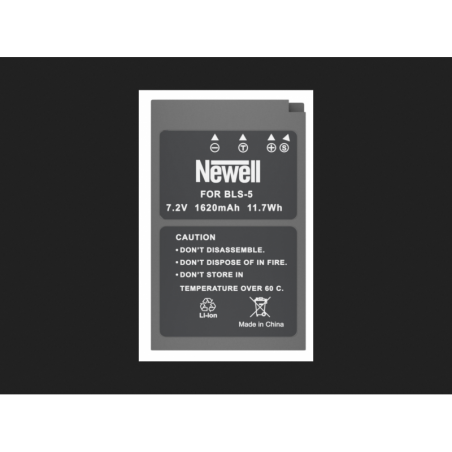 − T + S
Newell
FOR BLS-5
7.2V 1620mAh 11.7Wh
CAUTION
• DON'T DISASSEMBLE.
• DON'T DISPOSE OF IN FIRE.
• DON'T STORE IN
TEMPERATURE OVER 60 C.
Li-ion
Made in China